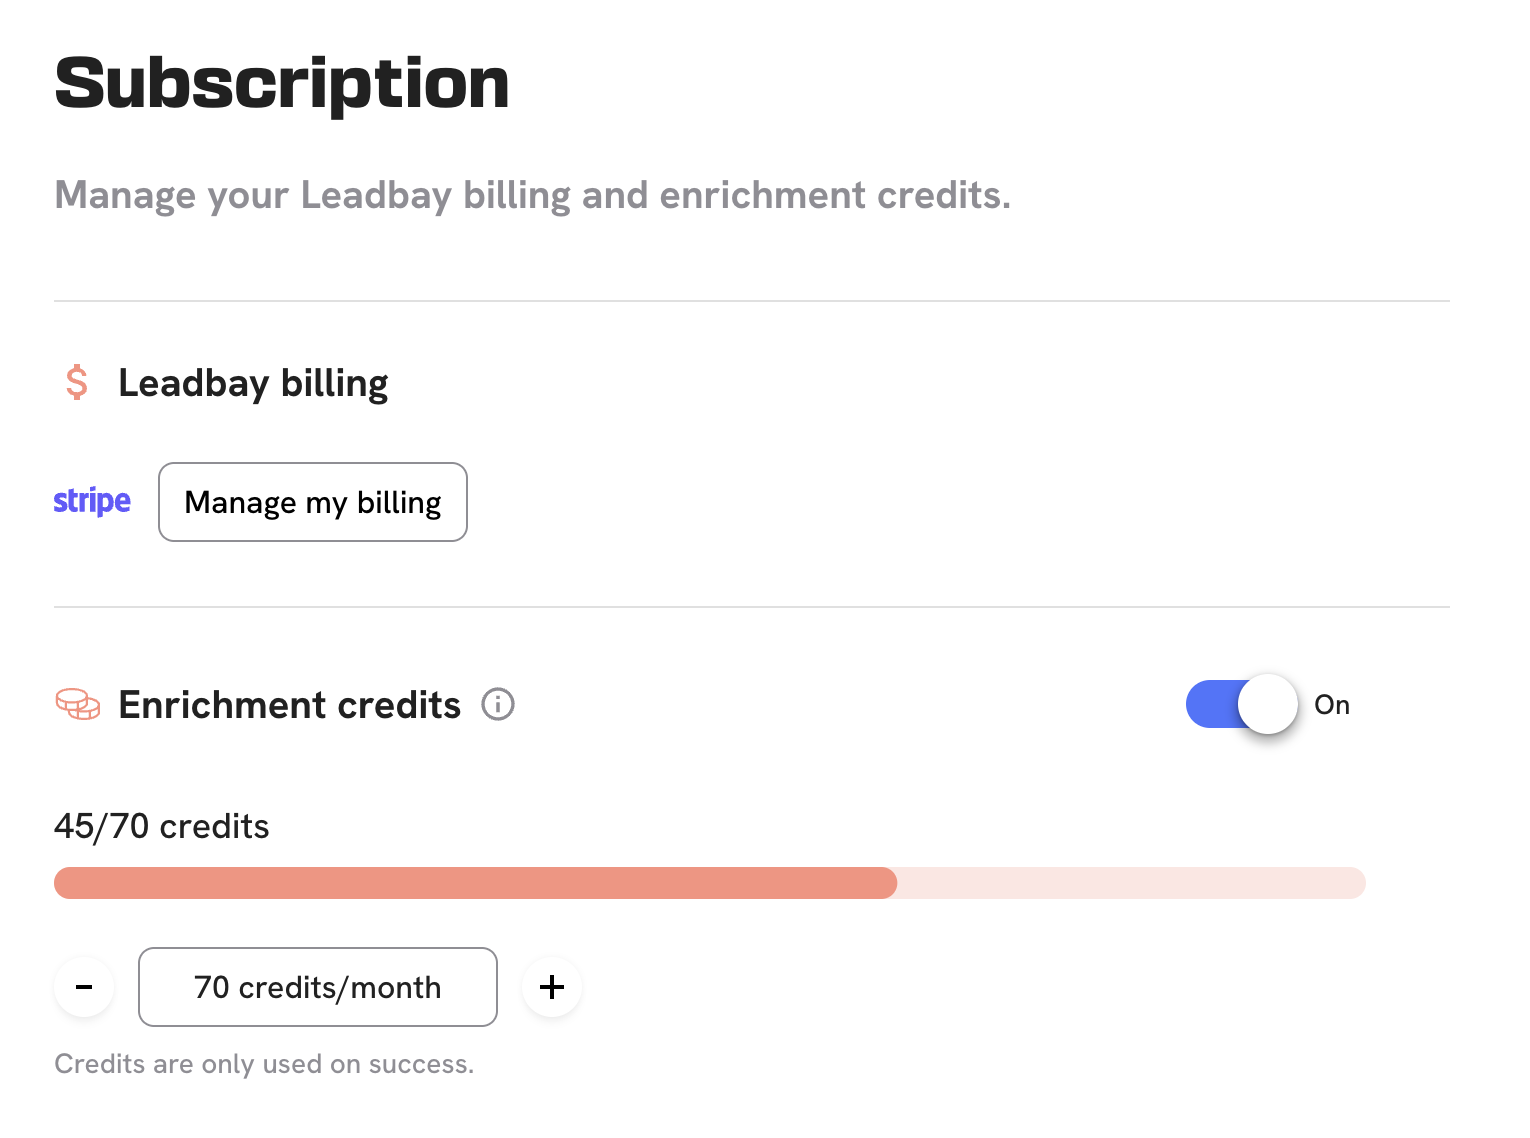 Subscription
Manage your Leadbay billing and enrichment credits.
$ Leadbay billing
stripe Manage my billing
Enrichment credits i On
45/70 credits
- 70 credits/month +
Credits are only used on success.